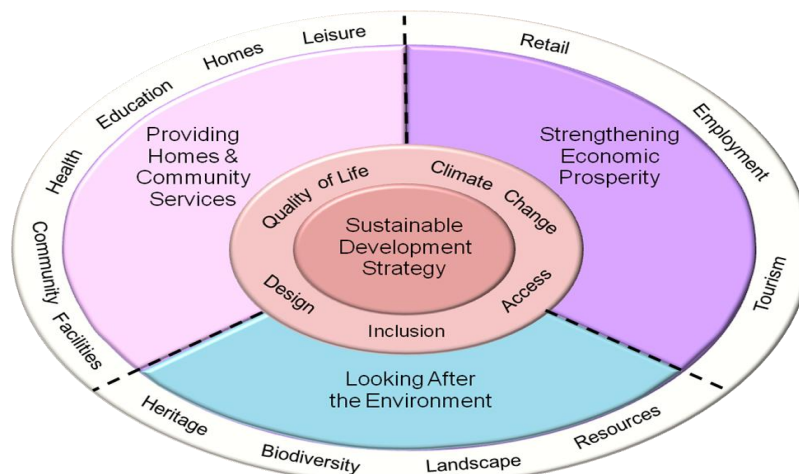 Leisure
Homes
Education
Health
Community Facilities
Retail
Employment
Tourism
Providing
Homes &
Community
Services
Strengthening
Economic
Prosperity
Quality of Life
Climate Change
Sustainable
Development
Strategy
Design
Inclusion
Access
Looking After
the Environment
Heritage
Biodiversity
Landscape
Resources